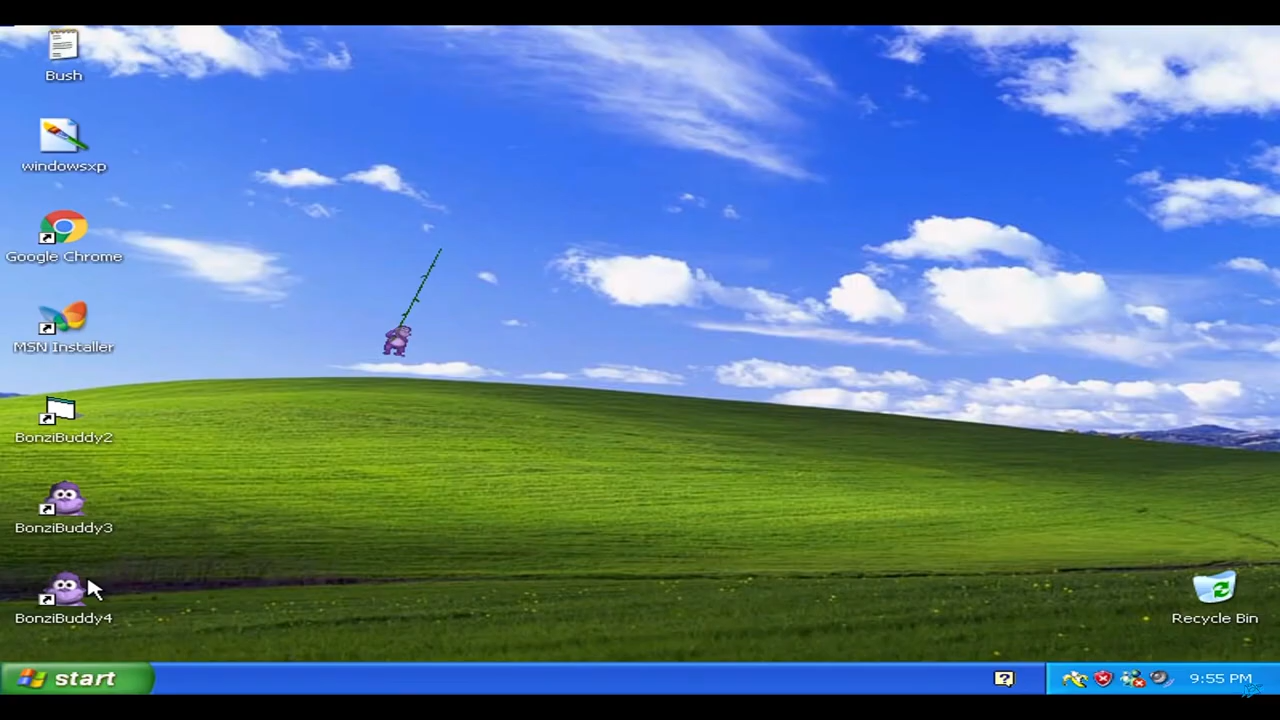 Bush
windowsxp
Google Chrome
MSN Installer
BonziBuddy2
BonziBuddy3
BonziBuddy4
Recycle Bin
start
?
9:55 PM